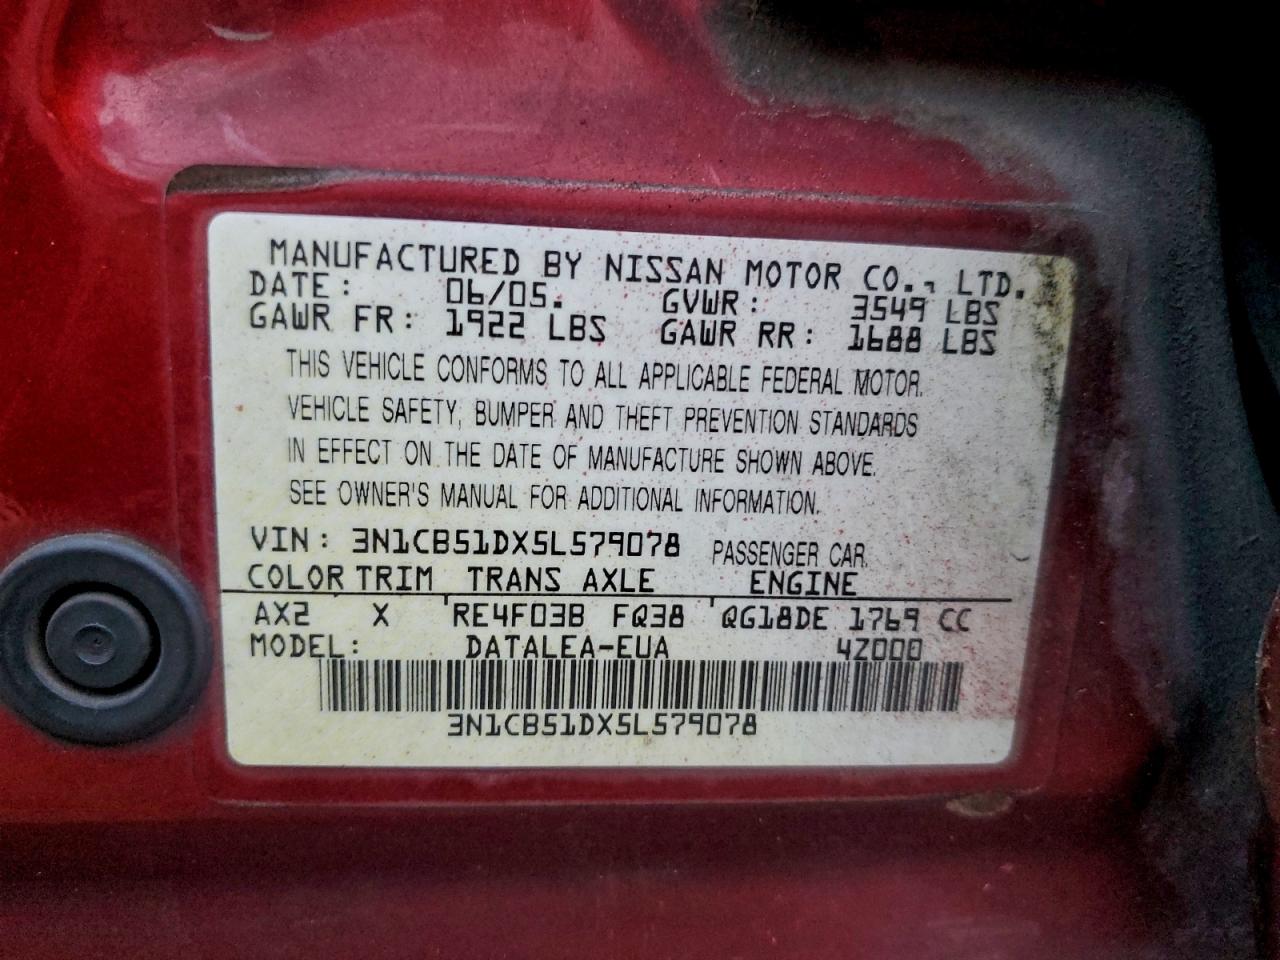 MANUFACTURED BY NISSAN MOTOR CO., LTD.
DATE: 06/05. GVWR: 3549 LBS
GAWR FR: 1922 LBS GAWR RR: 1688 LBS
THIS VEHICLE CONFORMS TO ALL APPLICABLE FEDERAL MOTOR
VEHICLE SAFETY, BUMPER AND THEFT PREVENTION STANDARDS
IN EFFECT ON THE DATE OF MANUFACTURE SHOWN ABOVE.
SEE OWNER'S MANUAL FOR ADDITIONAL INFORMATION.
VIN: 3N1CB51DX5L579078 PASSENGER CAR
COLOR TRIM TRANS AXLE ENGINE
AX2 X RE4F03B FQ38 QG18DE 1769 CC
MODEL: DATALEA-EUA 4Z000
3N1CB51DX5L579078